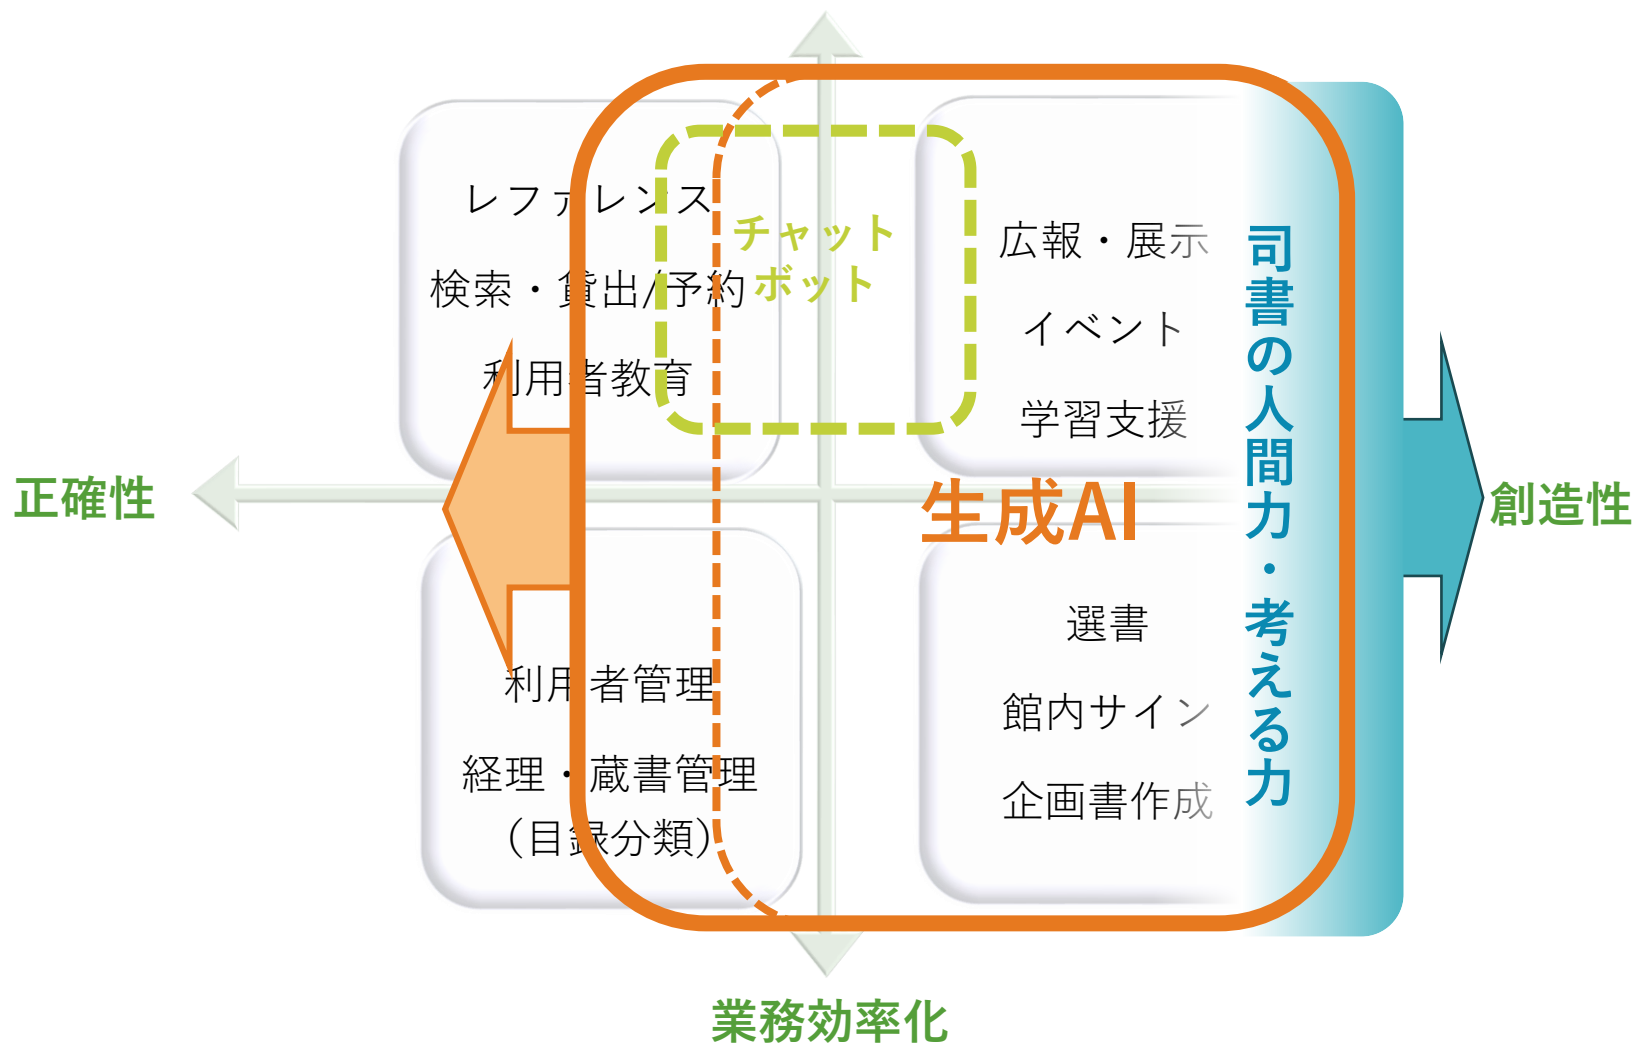 レファレンス
検索・貸出/予約
利用者教育
チャット
ボット
広報・展示
イベント
学習支援
司書の人間力・考える力
正確性
生成AI
創造性
利用者管理
経理・蔵書管理
（目録分類）
選書
館内サイン
企画書作成
業務効率化